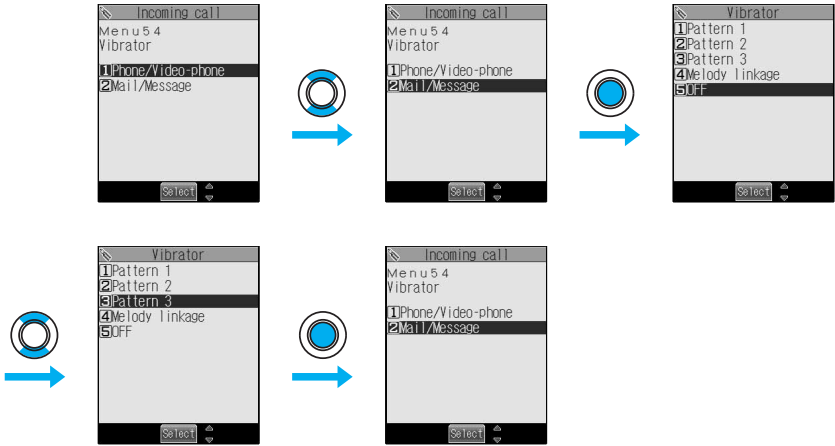 Incoming call
Menu54
Vibrator
1Phone/Video-phone
2Mail/Message
Select
Incoming call
Menu54
Vibrator
1Phone/Video-phone
2Mail/Message
Select
Vibrator
1Pattern 1
2Pattern 2
3Pattern 3
4Melody linkage
5OFF
Select
Vibrator
1Pattern 1
2Pattern 2
3Pattern 3
4Melody linkage
5OFF
Select
Incoming call
Menu54
Vibrator
1Phone/Video-phone
2Mail/Message
Select